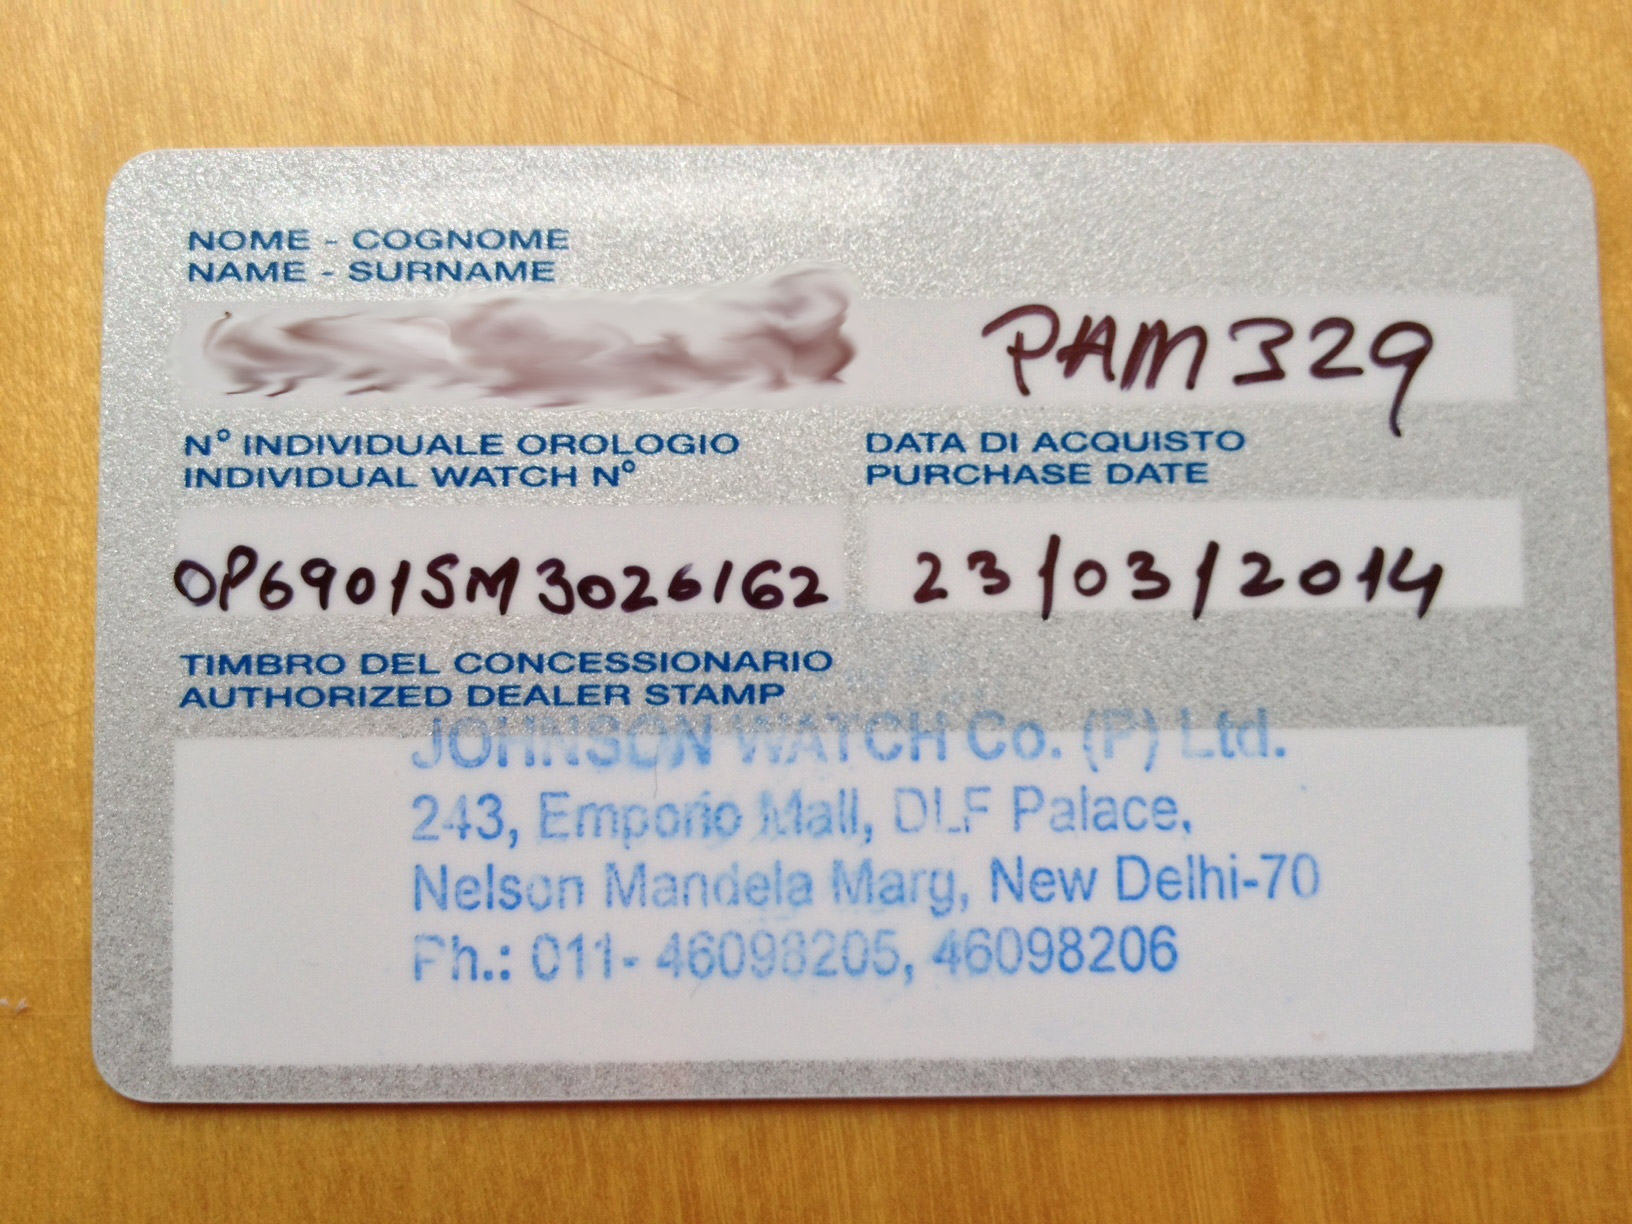 NOME - COGNOME
NAME - SURNAME
PAM 329
Nº INDIVIDUALE OROLOGIO
INDIVIDUAL WATCH Nº
DATA DI ACQUISTO
PURCHASE DATE
OP6901SM3026162
23/03/2014
TIMBRO DEL CONCESSIONARIO
AUTHORIZED DEALER STAMP
JOHNSON WATCH Co. (P) Ltd.
243, Emporio Mall, DLF Palace,
Nelson Mandela Marg, New Delhi-70
Ph.: 011- 46098205, 46098206